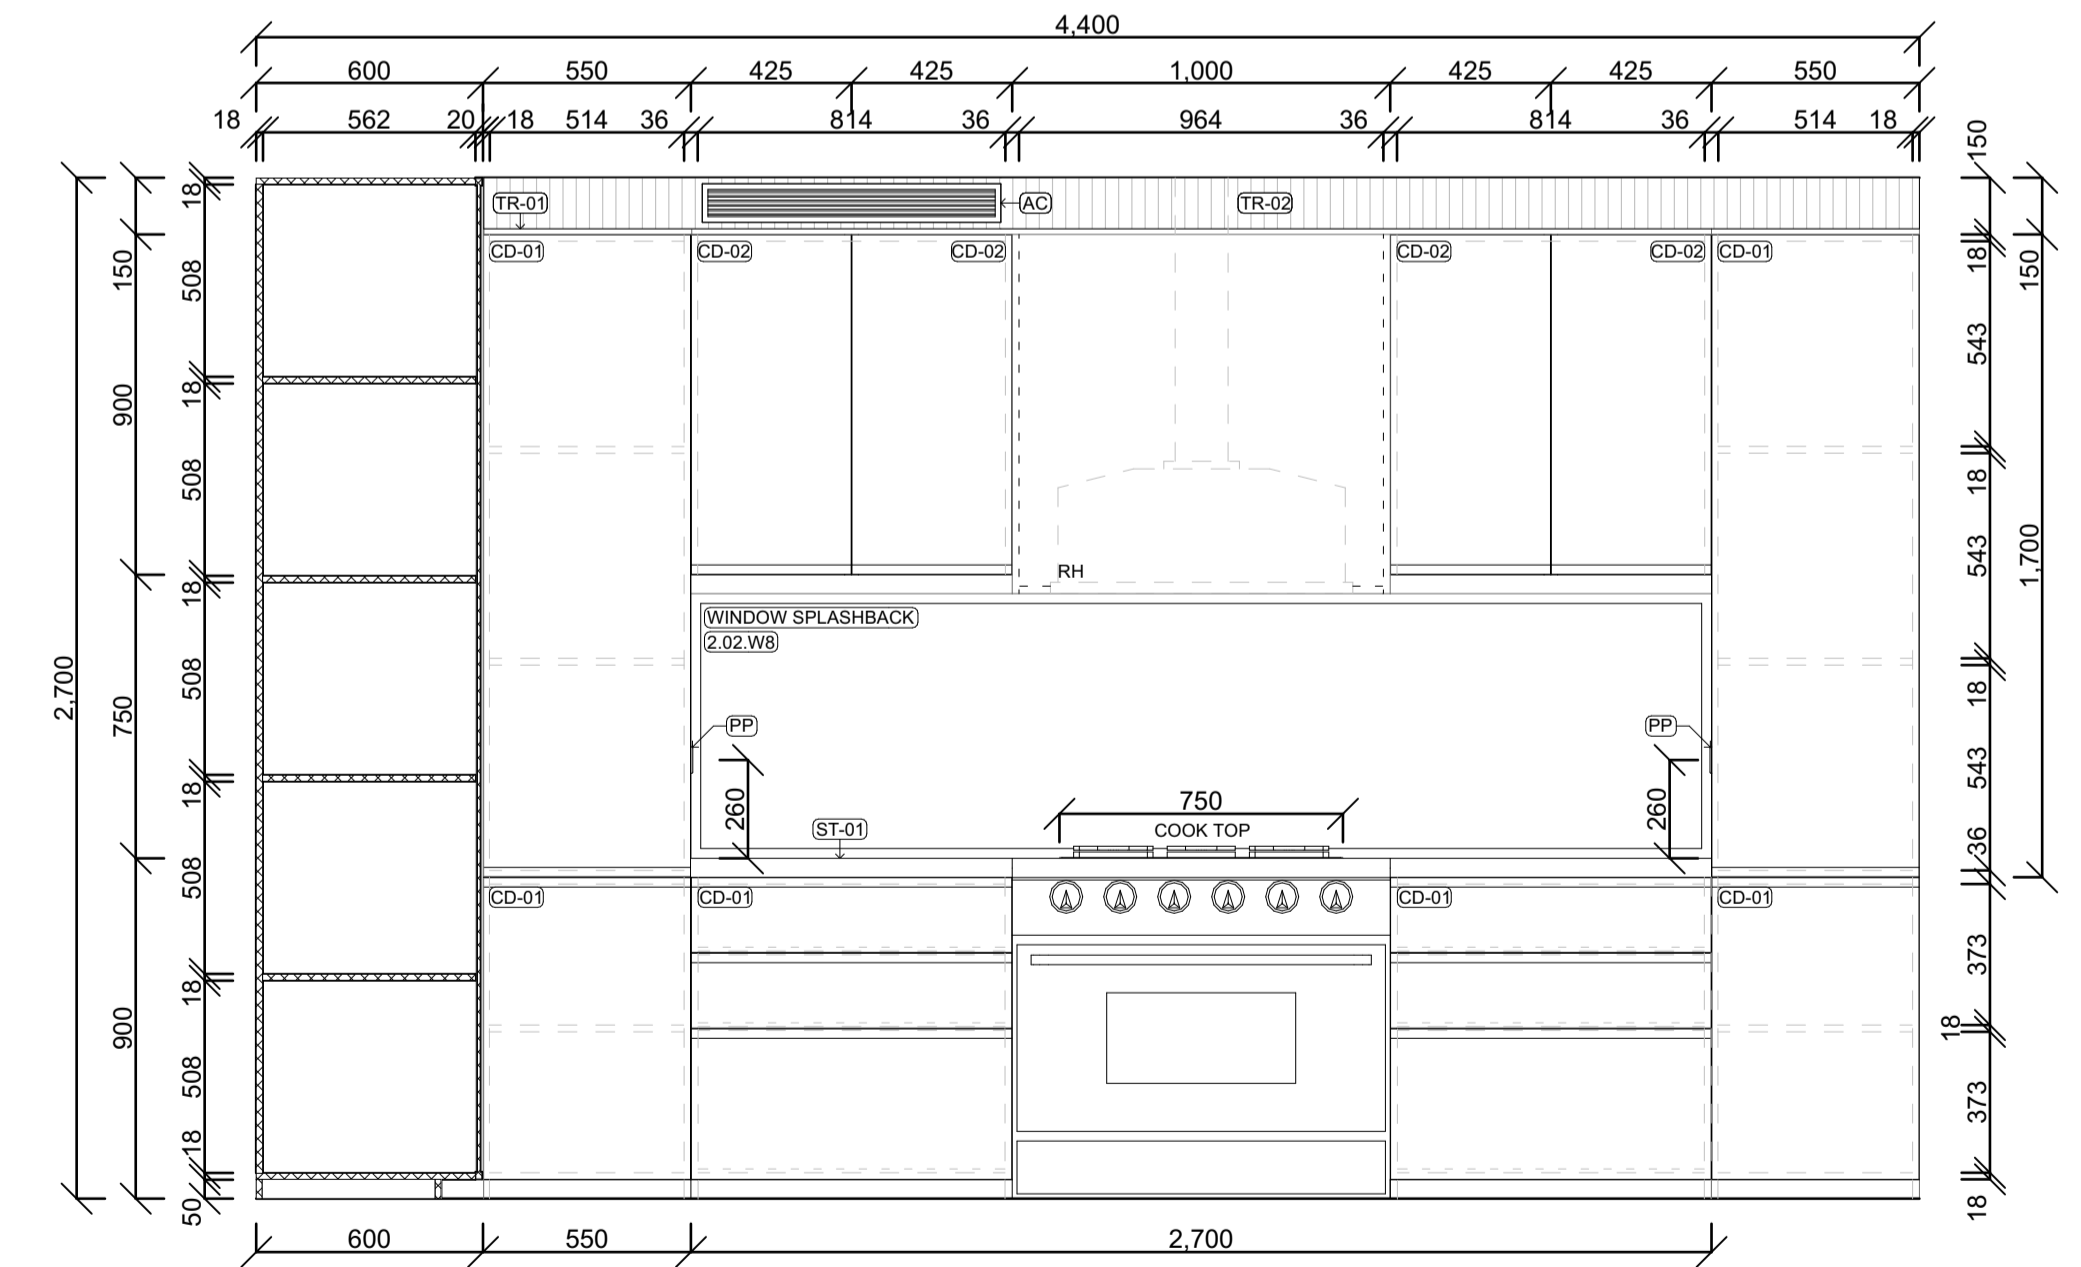 4,400
600 550 425 425 1,000 425 425 550
18 562 20 18 514 36 814 36 964 36 814 36 514 18
TR-01 AC TR-02
CD-01 CD-02 CD-02 CD-02 CD-02 CD-01
RH
WINDOW SPLASHBACK
2.02.W8
PP PP
260 750 260
COOK TOP
ST-01
CD-01 CD-01 CD-01 CD-01
2,700
150
900
750
900
18
508
18
508
18
508
18
508
18
508
18
50
150
18
543
18
543
18
543
36
373
18
373
18
150
1,700
600 550 2,700